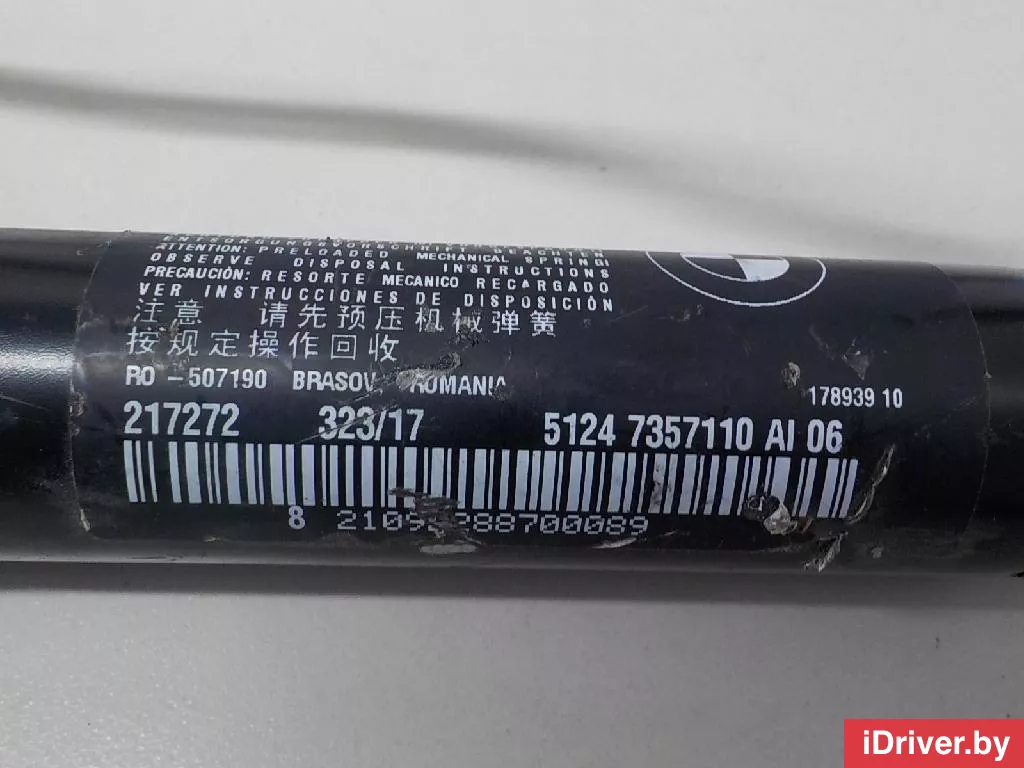 ENTSORGUNGSVORSCHRIFT
ATTENTION: PRELOADED MECHANICAL SPRING!
OBSERVE DISPOSAL INSTRUCTIONS
PRECAUCIÓN: RESORTE MECANICO RECARGADO
VER INSTRUCCIONES DE DISPOSICIÓN
注意 请先预压机械弹簧
按规定操作回收
RO -507190 BRASOV ROMANIA
178939 10
217272 323/17 5124 7357110 AI 06
8
iDriver.by